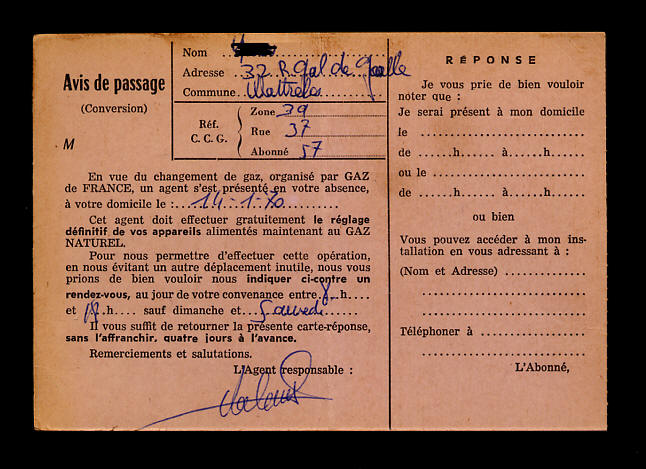 Avis de passage
(Conversion)
M
Nom
Adresse 32 R Gal de Gaulle
Commune Wattrelos
Réf.
C. C. G.
Zone 39
Rue 37
Abonné 57
En vue du changement de gaz, organisé par GAZ
de FRANCE, un agent s'est présenté en votre absence,
à votre domicile le : 14-1-70
Cet agent doit effectuer gratuitement le réglage
définitif de vos appareils alimentés maintenant au GAZ
NATUREL.
Pour nous permettre d'effectuer cette opération,
en nous évitant un autre déplacement inutile, nous vous
prions de bien vouloir nous indiquer ci-contre un
rendez-vous, au jour de votre convenance entre 8 h....
et 17 h.... sauf dimanche et... Samedi
Il vous suffit de retourner la présente carte-réponse,
sans l'affranchir, quatre jours à l'avance.
Remerciements et salutations.
L'Agent responsable :
RÉPONSE
Je vous prie de bien vouloir
noter que :
Je serai présent à mon domicile
le ..............................
de ......h...... à ......h......
ou le ...........................
de ......h...... à ......h......
ou bien
Vous pouvez accéder à mon ins-
tallation en vous adressant à :
(Nom et Adresse) ...............
..............................
..............................
Téléphoner à ...................
..............................
L'Abonné,